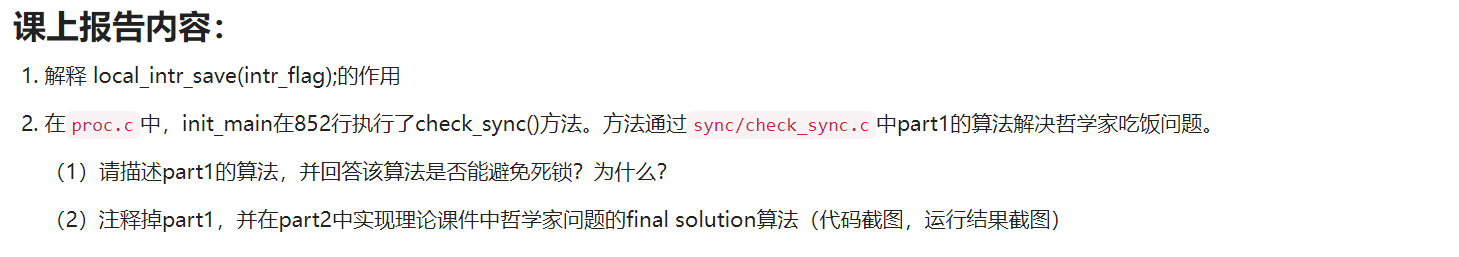 课上报告内容：
1. 解释 local_intr_save(intr_flag);的作用
2. 在 proc.c 中，init_main在852行执行了check_sync()方法。方法通过 sync/check_sync.c 中part1的算法解决哲学家吃饭问题。
（1）请描述part1的算法，并回答该算法是否能避免死锁？为什么？
（2）注释掉part1，并在part2中实现理论课件中哲学家问题的final solution算法（代码截图，运行结果截图）